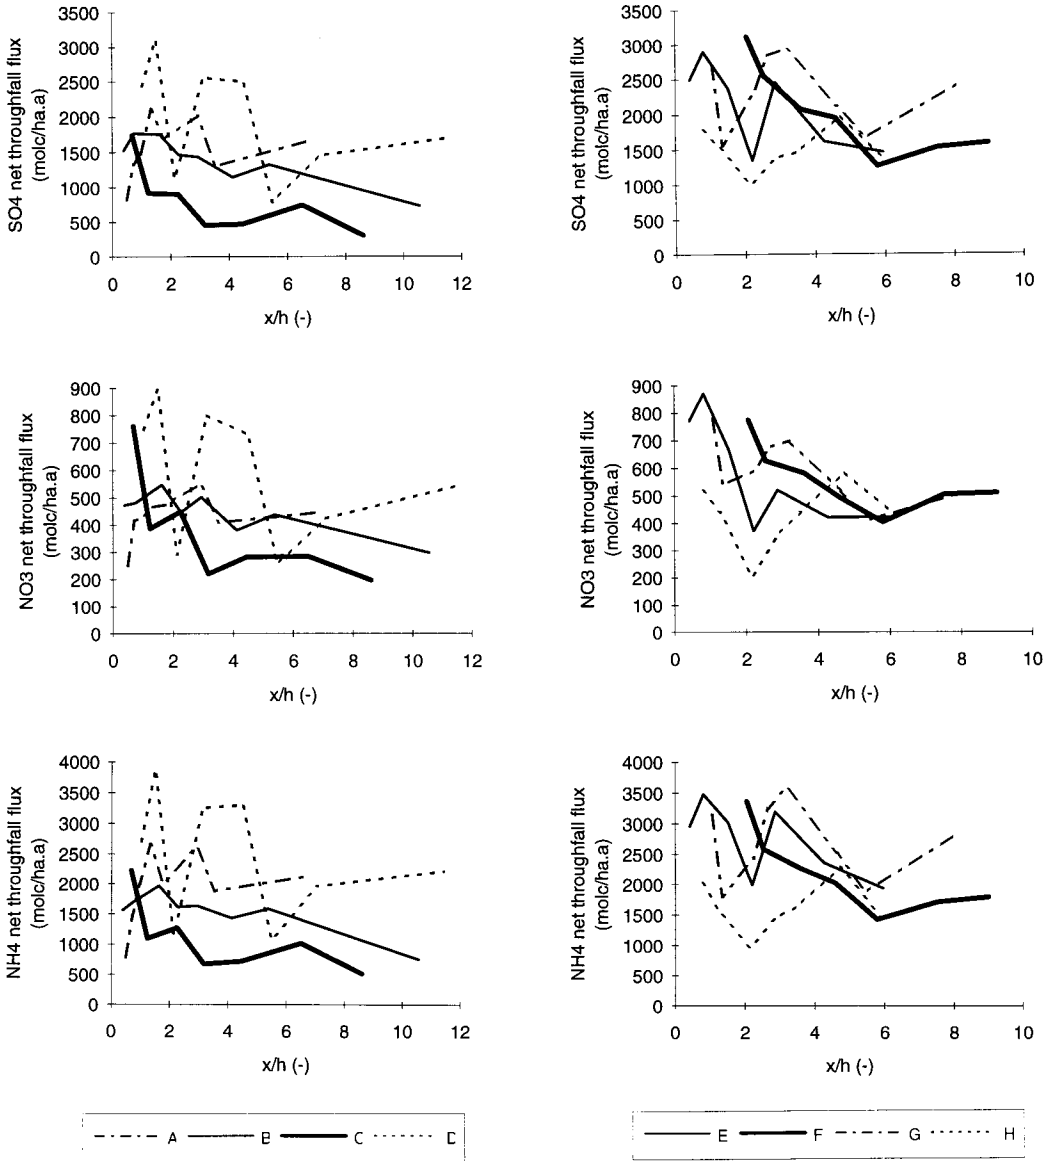 SO4 net throughfall flux
(molc/ha.a)
3500
3000
2500
2000
1500
1000
500
0
0 2 4 6 8 10 12
x/h (-)
SO4 net throughfall flux
(molc/ha.a)
3500
3000
2500
2000
1500
1000
500
0
0 2 4 6 8 10
x/h (-)
NO3 net throughfall flux
(molc/ha.a)
900
800
700
600
500
400
300
200
100
0
0 2 4 6 8 10 12
x/h (-)
NO3 net throughfall flux
(molc/ha.a)
900
800
700
600
500
400
300
200
100
0
0 2 4 6 8 10
x/h (-)
NH4 net throughfall flux
(molc/ha.a)
4000
3500
3000
2500
2000
1500
1000
500
0
0 2 4 6 8 10 12
x/h (-)
NH4 net throughfall flux
(molc/ha.a)
4000
3500
3000
2500
2000
1500
1000
500
0
0 2 4 6 8 10
x/h (-)
A B C D
E F G H